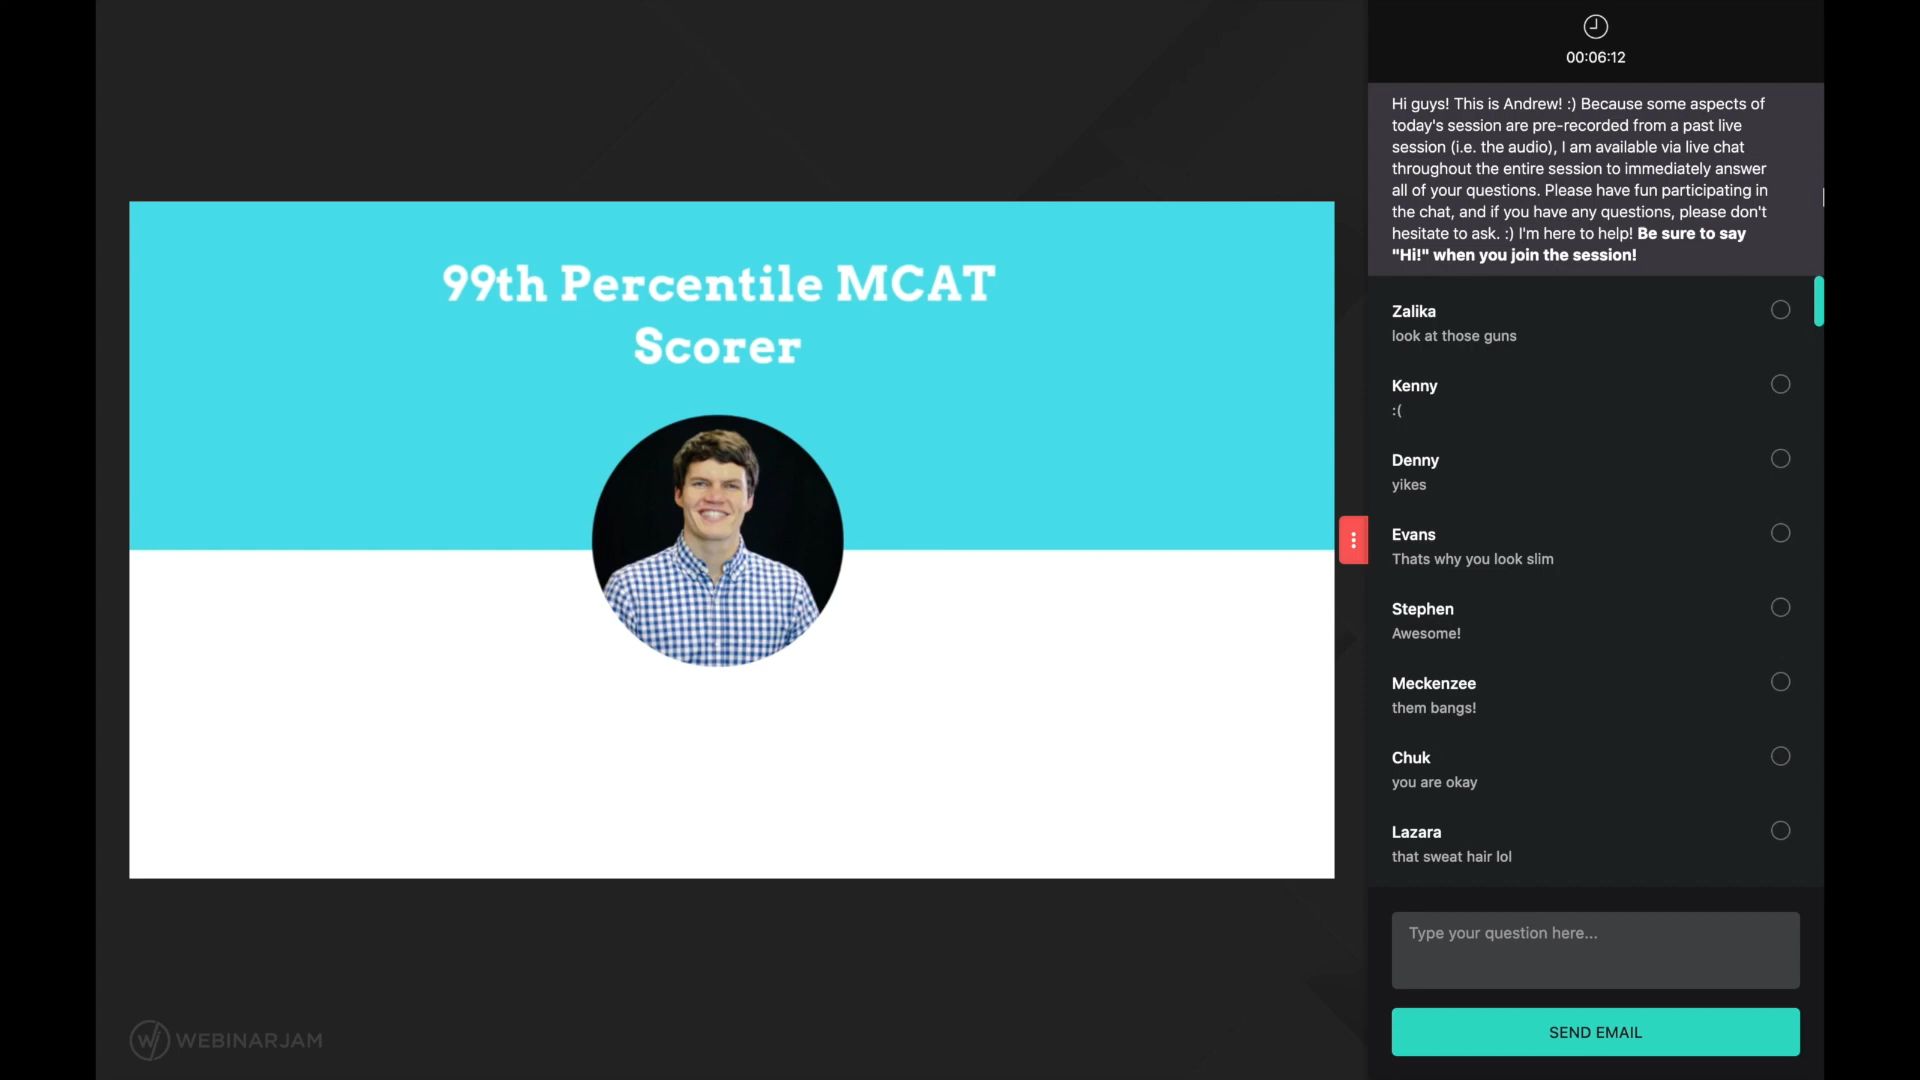 99th Percentile MCAT
Scorer
WEBINARJAM
00:06:12
Hi guys! This is Andrew! :) Because some aspects of
today's session are pre-recorded from a past live
session (i.e. the audio), I am available via live chat
throughout the entire session to immediately answer
all of your questions. Please have fun participating in
the chat, and if you have any questions, please don't
hesitate to ask. :) I'm here to help! Be sure to say
"Hi!" when you join the session!
Zalika
look at those guns
Kenny
:(
Denny
yikes
Evans
Thats why you look slim
Stephen
Awesome!
Meckenzee
them bangs!
Chuk
you are okay
Lazara
that sweat hair lol
Type your question here...
SEND EMAIL